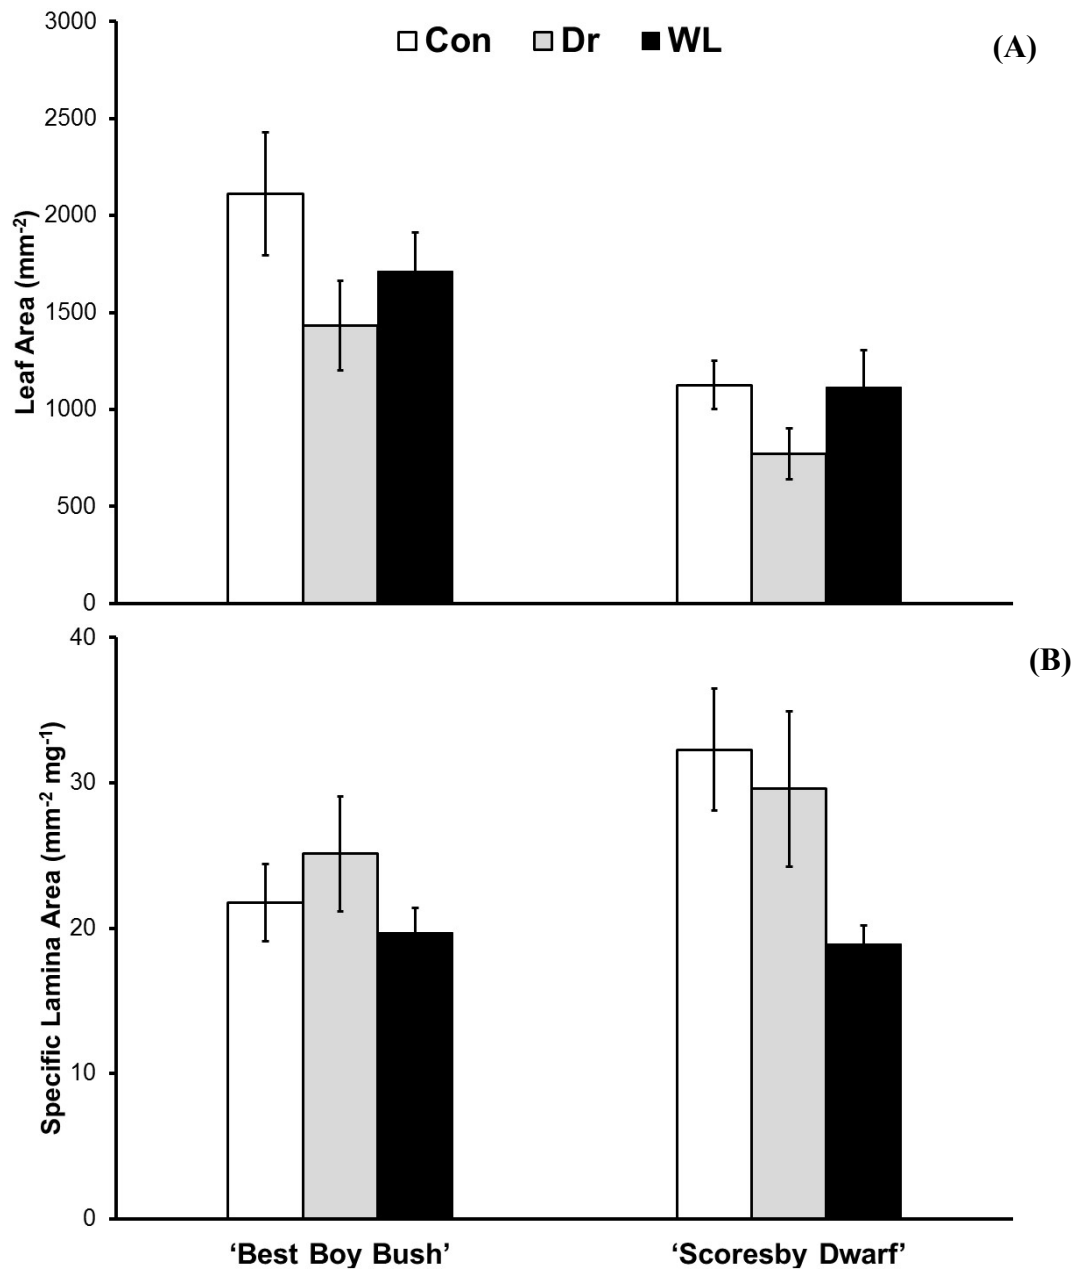 3000
Con Dr WL
(A)
2500
2000
1500
1000
500
0
Leaf Area (mm-2)
40
(B)
30
20
10
0
Specific Lamina Area (mm-2 mg-1)
‘Best Boy Bush’ ‘Scoresby Dwarf’